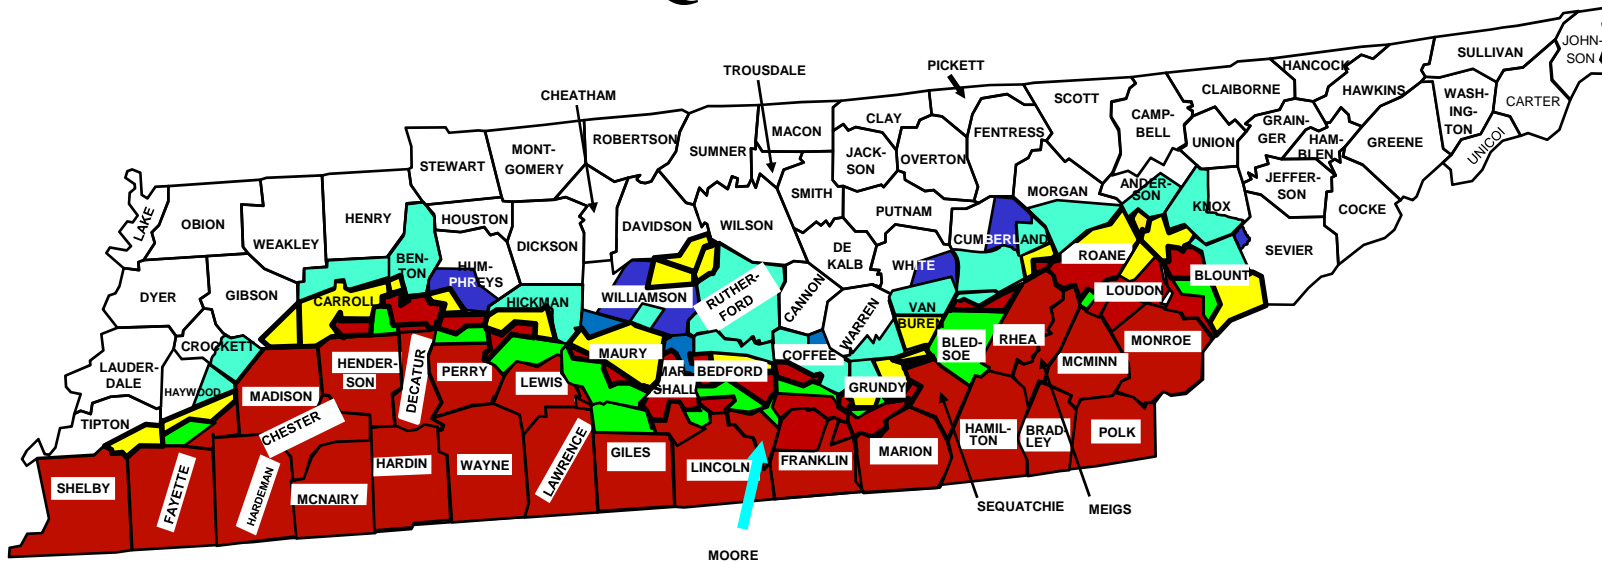 JOHN-
SON
SULLIVAN
HANCOCK
PICKETT
TROUSDALE
CHEATHAM
CLAIBORNE
HAWKINS
WASH-
ING-
TON
CARTER
SCOTT
CAMP-
BELL
GRAIN-
GER
HAM-
BLEN
GREENE
UNICOI
CLAY
FENTRESS
UNION
MACON
ROBERTSON
SUMNER
JACK-
SON
OVERTON
MONT-
GOMERY
STEWART
SMITH
MORGAN
ANDER-
SON
JEFFER-
SON
COCKE
KNOX
PUTNAM
LAKE
OBION
HENRY
HOUSTON
DAVIDSON
WILSON
WEAKLEY
DICKSON
DE
KALB
CUMBERLAND
SEVIER
BEN-
TON
HUM-
PHREYS
WHITE
ROANE
BLOUNT
DYER
GIBSON
CARROLL
HICKMAN
WILLIAMSON
RUTHER-
FORD
CANNON
WARREN
VAN
BUREN
LOUDON
CROCKETT
LAUDER-
DALE
HAYWOOD
HENDER-
SON
DECATUR
PERRY
LEWIS
MAURY
MAR
SHALL
BEDFORD
COFFEE
GRUNDY
BLED-
SOE
RHEA
MCMINN
MONROE
TIPTON
MADISON
CHESTER
SHELBY
FAYETTE
HARDEMAN
MCNAIRY
HARDIN
WAYNE
LAWRENCE
GILES
LINCOLN
FRANKLIN
MARION
HAMIL-
TON
BRAD-
LEY
POLK
SEQUATCHIE
MEIGS
MOORE